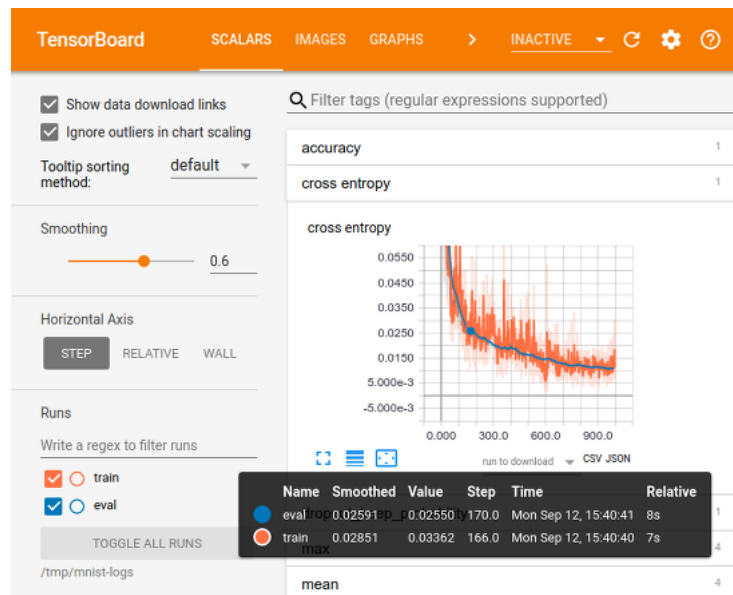 TensorBoard SCALARS IMAGES GRAPHS > INACTIVE
Show data download links
Ignore outliers in chart scaling
Tooltip sorting method: default
Smoothing
0.6
Horizontal Axis
STEP RELATIVE WALL
Runs
Write a regex to filter runs
train
eval
TOGGLE ALL RUNS
/tmp/mnist-logs
Filter tags (regular expressions supported)
accuracy 1
cross entropy 1
cross entropy
0.0550
0.0450
0.0350
0.0250
0.0150
5.000e-3
-5.000e-3
0.000 300.0 600.0 900.0
run to download CSV JSON
Name Smoothed Value Step Time Relative
eval 0.02591 0.02550 170.0 Mon Sep 12, 15:40:41 8s
train 0.02851 0.03362 166.0 Mon Sep 12, 15:40:40 7s
1
max 4
mean 4